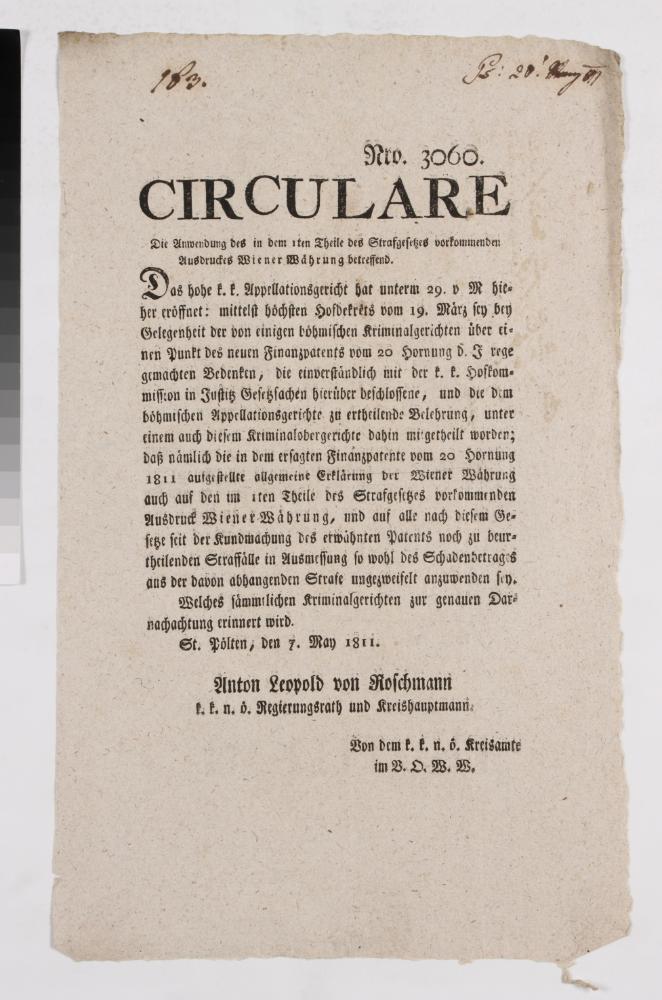 183.
Ps: 20! May 811
Nro. 3060.
CIRCULARE
Die Anwendung des in dem 1ten Theile des Strafgesetzes vorkommenden
Ausdruckes Wiener Währung betreffend.
Das hohe k. k. Appellationsgericht hat unterm 29. v M hie-
her eröffnet: mittelst höchsten Hofdekrets vom 19. März sey bey
Gelegenheit der von einigen böhmischen Kriminalgerichten über ei-
nen Punkt des neuen Finanzpatents vom 20 Hornung d. J rege
gemachten Bedenken, die einverständlich mit der k. k. Hofkom-
mission in Justitz Gesetzsachen hierüber beschlossene, und die dem
böhmischen Appellationsgerichte zu ertheilende Belehrung, unter
einem auch diesem Kriminalobergerichte dahin mitgetheilt worden;
daß nämlich die in dem ersagten Finanzpatente vom 20 Hornung
1811 aufgestellte allgemeine Erklärung der Wiener Währung
auch auf den im 1ten Theile des Strafgesetzes vorkommenden
Ausdruck Wiener Währung, und auf alle nach diesem Ge-
setze seit der Kundmachung des erwähnten Patents noch zu beur-
theilenden Straffälle in Ausmessung so wohl des Schadenbetrages
aus der davon abhangenden Strafe ungezweifelt anzuwenden sey.
Welches sämmtlichen Kriminalgerichten zur genauen Dar-
nachachtung erinnert wird.
St. Pölten, den 7. May 1811.
Anton Leopold von Roschmann
k. k. n. ö. Regierungsrath und Kreishauptmann.
Von dem k. k. n. ö. Kreisamte
im V. O. W. W.